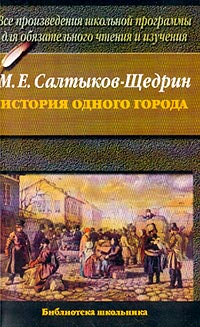 Все произведения школьной программы
для обязательного чтения и изучения
М. Е. Салтыков-Щедрин
ИСТОРИЯ ОДНОГО ГОРОДА
Библиотека школьника